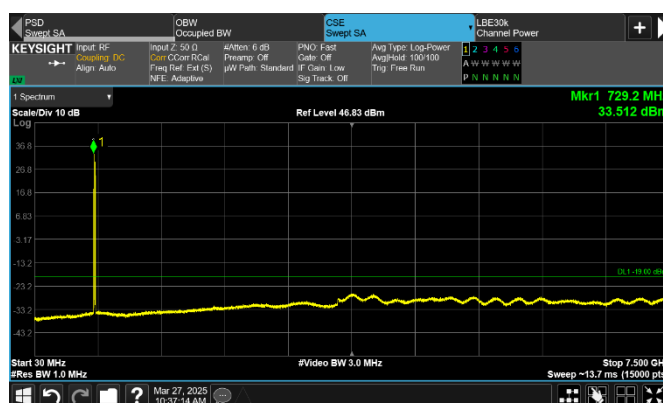 PSD
Swept SA
OBW
Occupied BW
CSE
Swept SA
LBE30k
Channel Power
KEYSIGHT
Input: RF
Coupling: DC
Align: Auto
Input Z: 50 Ω
Corr CCorr RCal
Freq Ref: Ext (S)
NFE: Adaptive
#Atten: 6 dB
Preamp: Off
µW Path: Standard
PNO: Fast
Gate: Off
IF Gain: Low
Sig Track: Off
Avg Type: Log-Power
Avg|Hold: 100/100
Trig: Free Run
1 2 3 4 5 6
A W W W W W
P N N N N N
1 Spectrum
Scale/Div 10 dB
Log
Ref Level 46.83 dBm
Mkr1 729.2 MH
33.512 dBm
1
36.8
26.8
16.8
6.83
-3.17
-13.2
-23.2
-33.2
-43.2
DL1 -19.00 dB
Start 30 MHz
#Res BW 1.0 MHz
#Video BW 3.0 MHz
Stop 7.500 GH
Sweep ~13.7 ms (15000 pts
Mar 27, 2025
10:37:14 AM